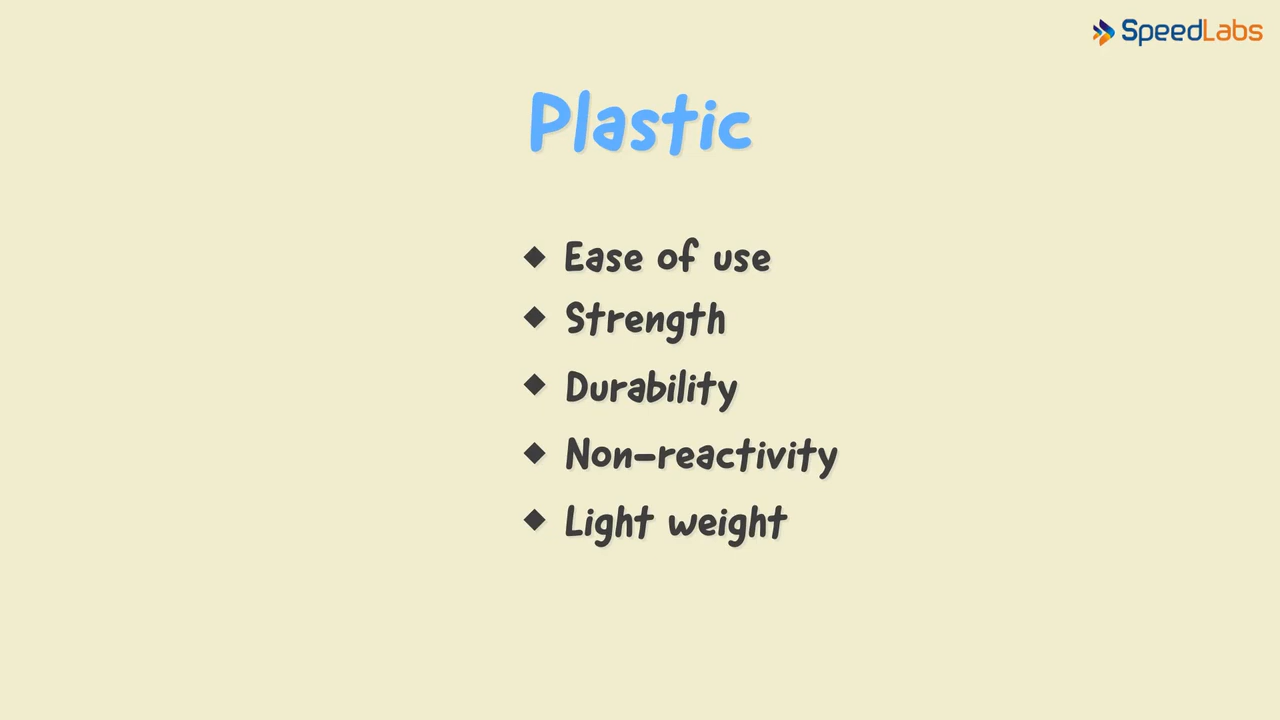 SpeedLabs
Plastic
◆ Ease of use
◆ Strength
◆ Durability
◆ Non-reactivity
◆ Light weight